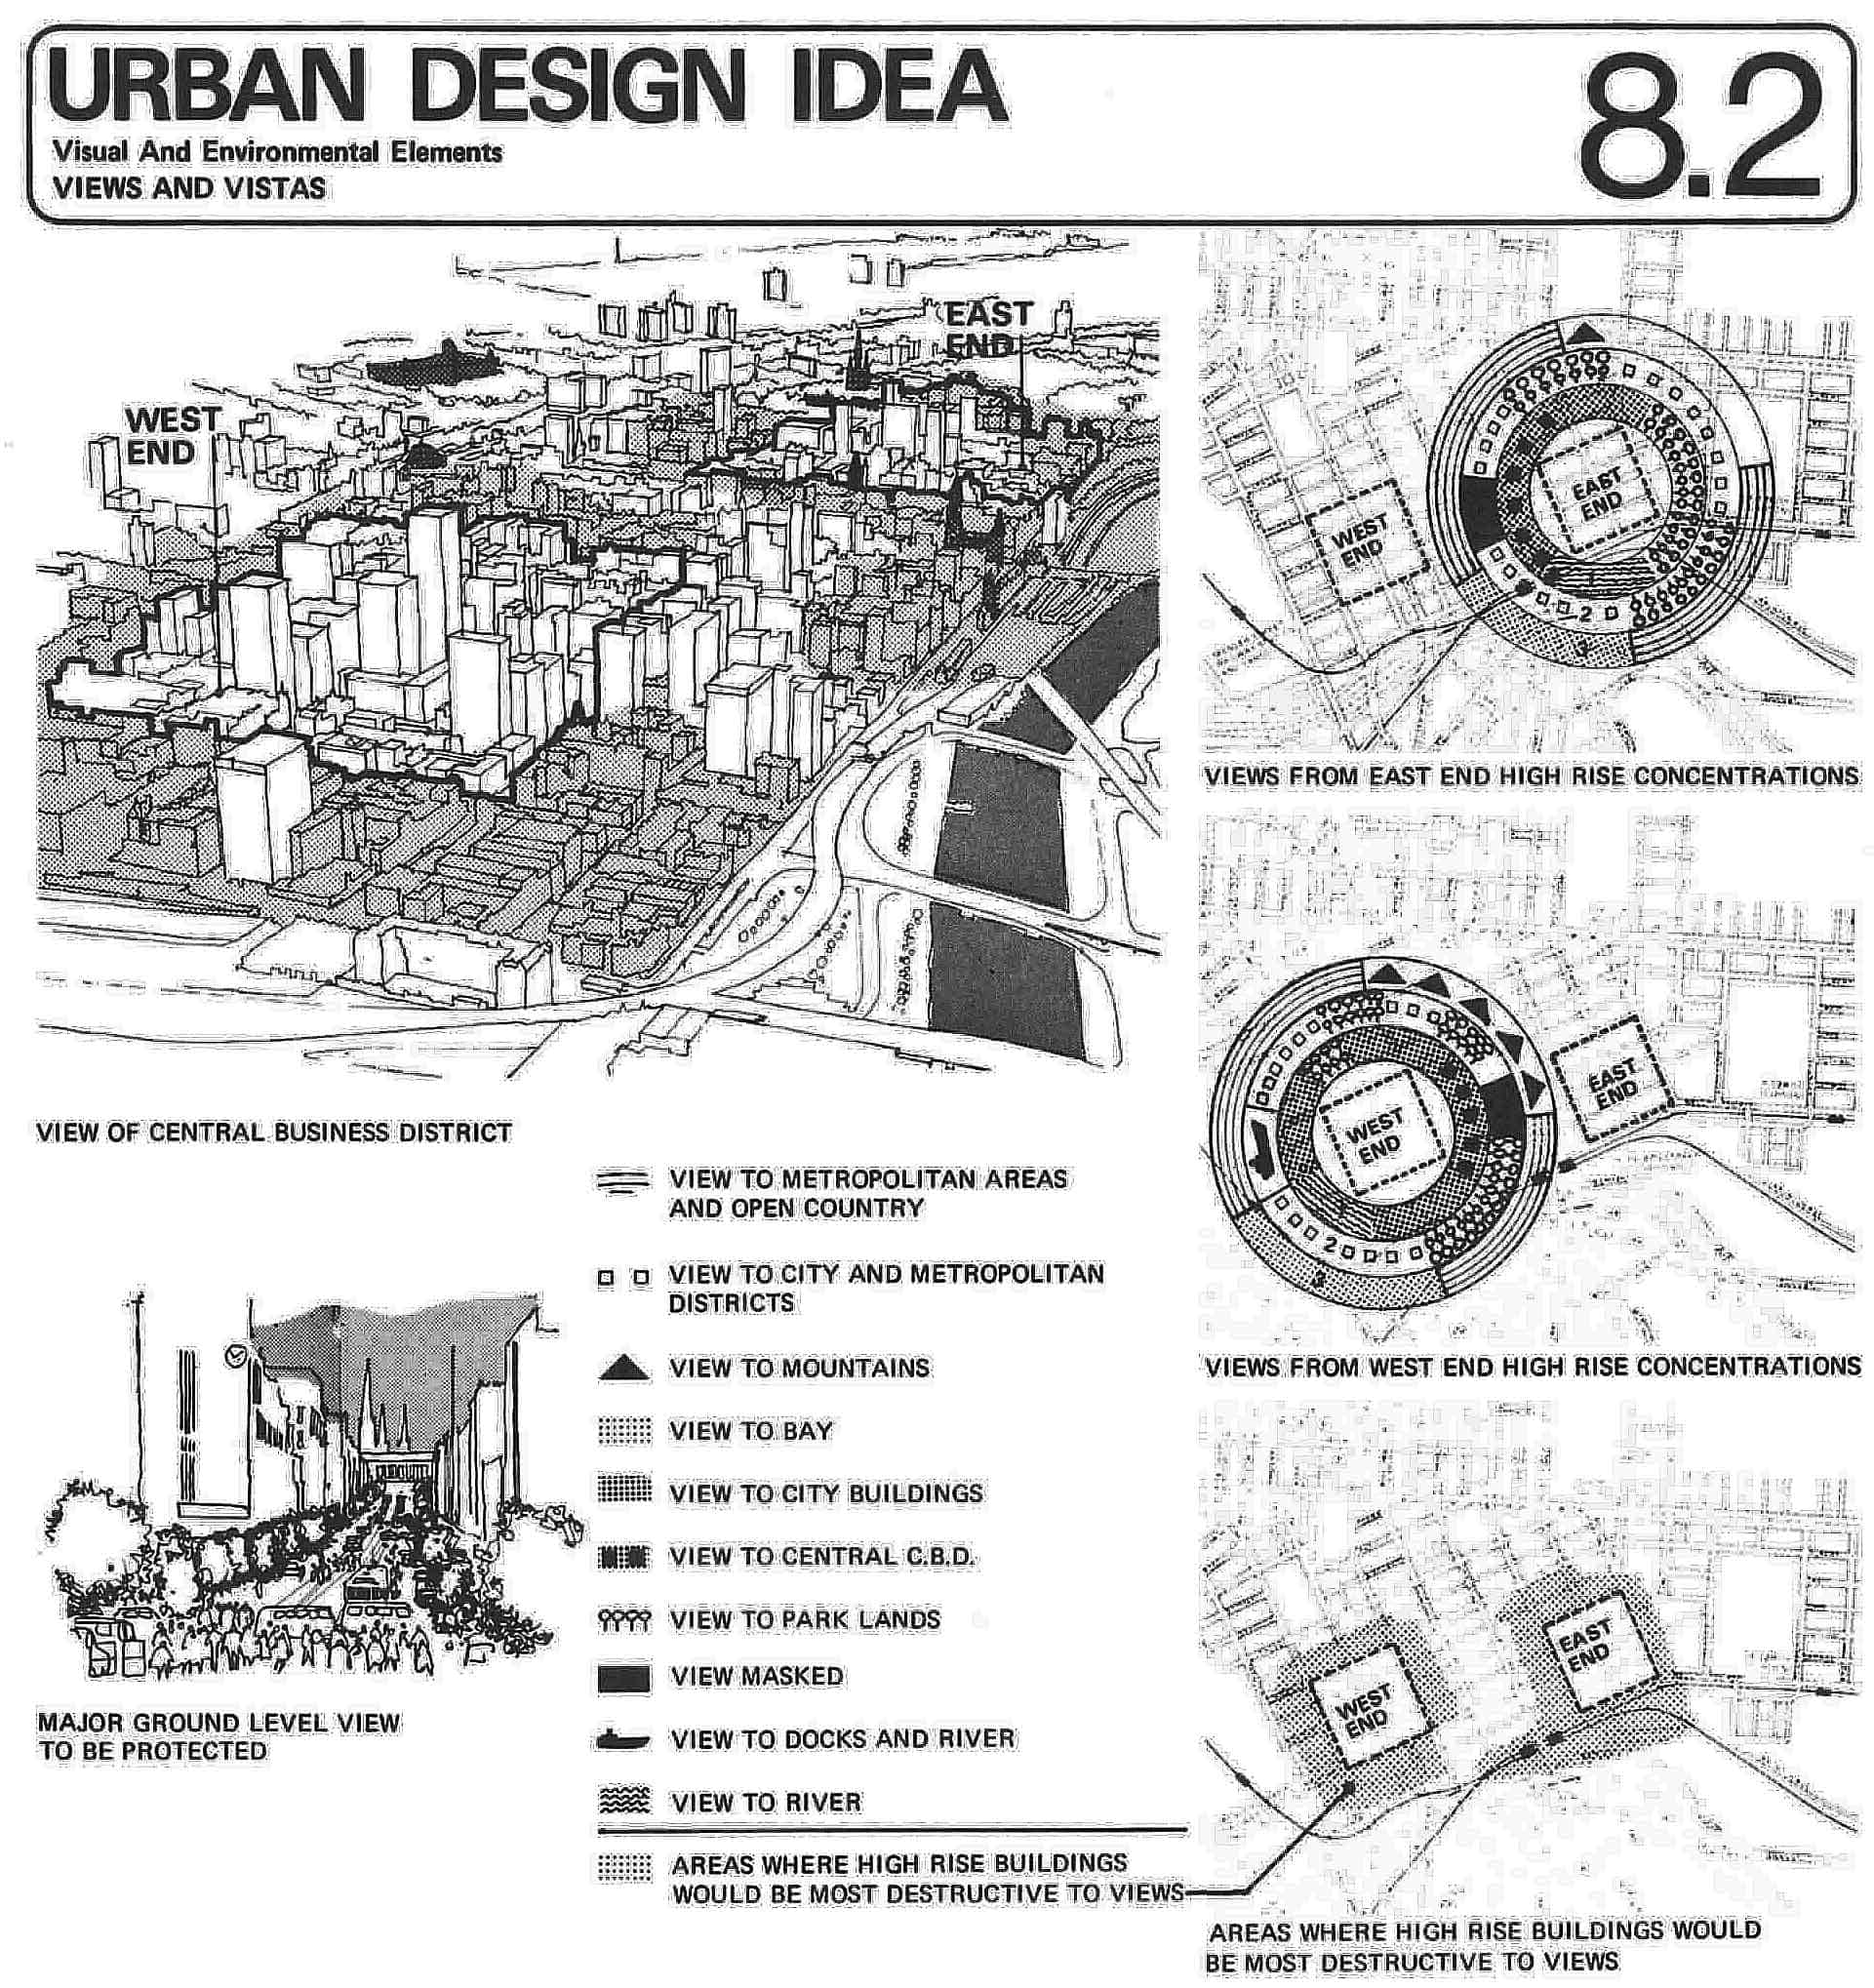 URBAN DESIGN IDEA
8.2
Visual And Environmental Elements
VIEWS AND VISTAS
EAST
END
WEST
END
VIEW OF CENTRAL BUSINESS DISTRICT
EAST
END
WEST
END
1
2
3
VIEWS FROM EAST END HIGH RISE CONCENTRATIONS
WEST
END
EAST
END
1
2
3
VIEWS FROM WEST END HIGH RISE CONCENTRATIONS
VIEW TO METROPOLITAN AREAS
AND OPEN COUNTRY
VIEW TO CITY AND METROPOLITAN
DISTRICTS
VIEW TO MOUNTAINS
VIEW TO BAY
VIEW TO CITY BUILDINGS
VIEW TO CENTRAL C.B.D.
VIEW TO PARK LANDS
VIEW MASKED
VIEW TO DOCKS AND RIVER
VIEW TO RIVER
AREAS WHERE HIGH RISE BUILDINGS
WOULD BE MOST DESTRUCTIVE TO VIEWS
MAJOR GROUND LEVEL VIEW
TO BE PROTECTED
WEST
END
EAST
END
AREAS WHERE HIGH RISE BUILDINGS WOULD
BE MOST DESTRUCTIVE TO VIEWS